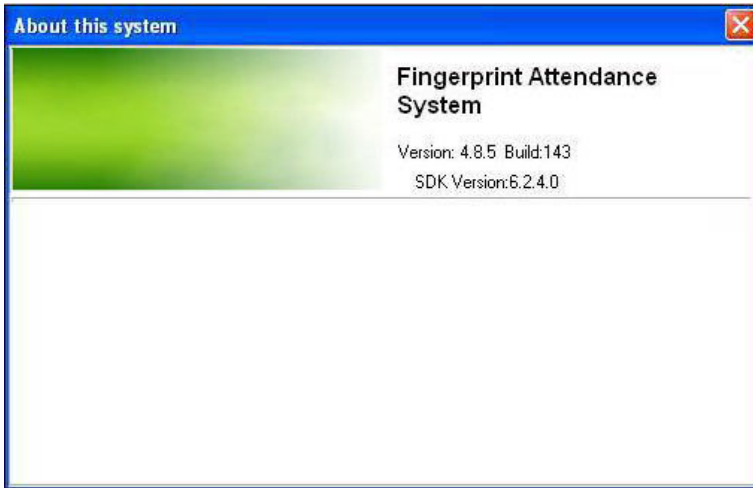 About this system
Fingerprint Attendance
System
Version: 4.8.5 Build:143
SDK Version:6.2.4.0